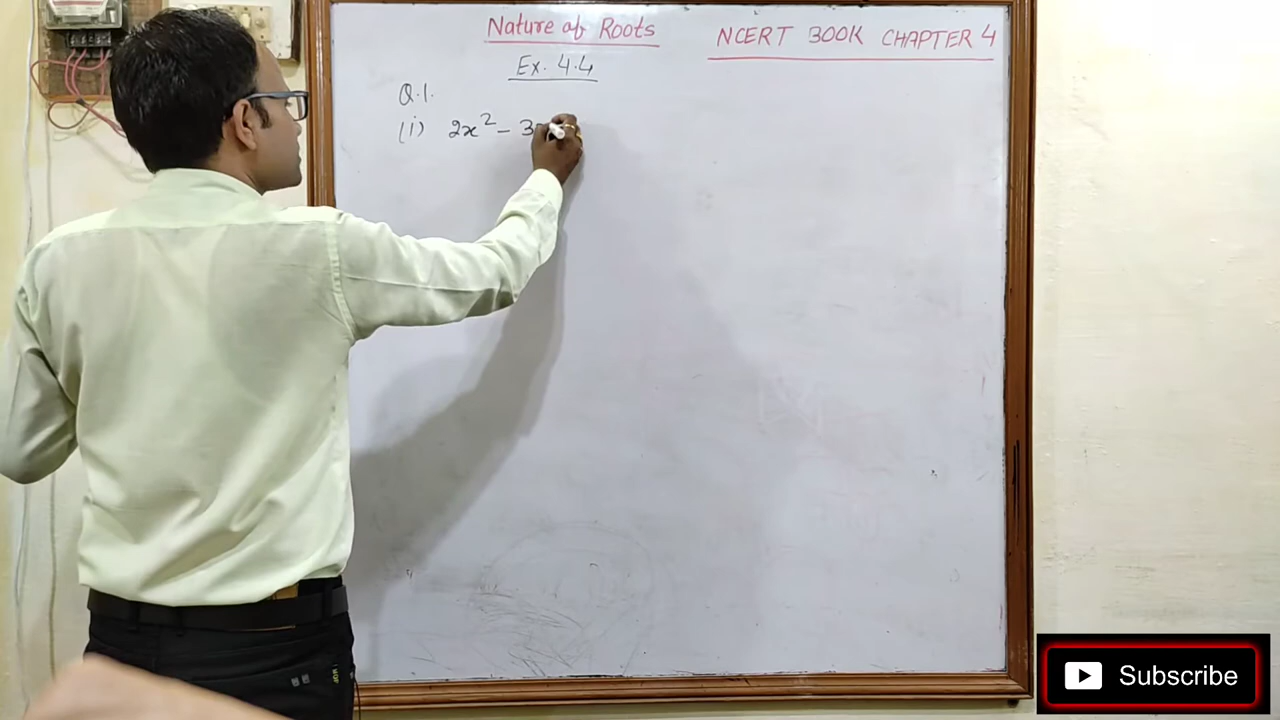 Nature of Roots
NCERT BOOK CHAPTER 4
Ex. 4.4
Q.1.
(i) 2x² - 3
Subscribe